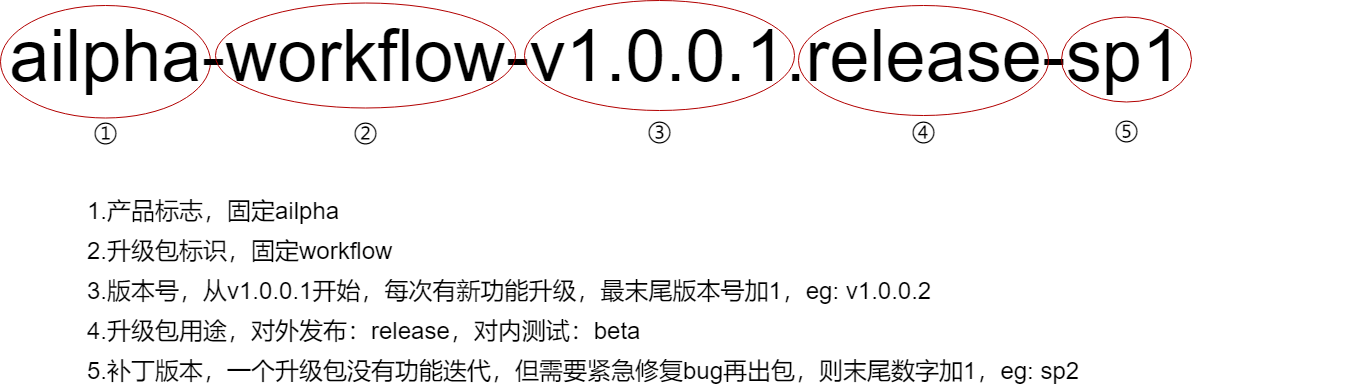 ailpha-workflow-v1.0.0.1.release-sp1
① ② ③ ④ ⑤
1.产品标志，固定ailpha
2.升级包标识，固定workflow
3.版本号，从v1.0.0.1开始，每次有新功能升级，最末尾版本号加1，eg: v1.0.0.2
4.升级包用途，对外发布：release，对内测试：beta
5.补丁版本，一个升级包没有功能迭代，但需要紧急修复bug再出包，则末尾数字加1，eg: sp2